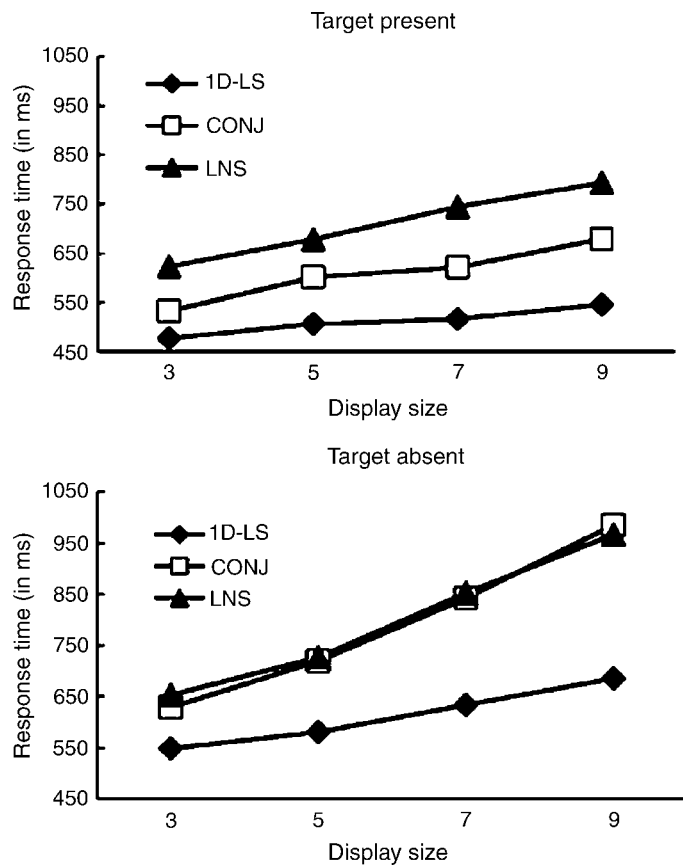 Target present
1050
950
850
750
650
550
450
Response time (in ms)
1D-LS
CONJ
LNS
3 5 7 9
Display size
Target absent
1050
950
850
750
650
550
450
Response time (in ms)
1D-LS
CONJ
LNS
3 5 7 9
Display size